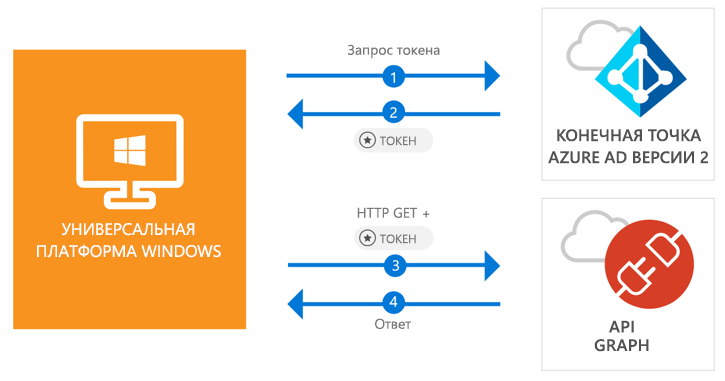 УНИВЕРСАЛЬНАЯ
ПЛАТФОРМА WINDOWS
Запрос токена
1
2
ТОКЕН
HTTP GET +
ТОКЕН
3
4
Ответ
КОНЕЧНАЯ ТОЧКА
AZURE AD ВЕРСИИ 2
API
GRAPH